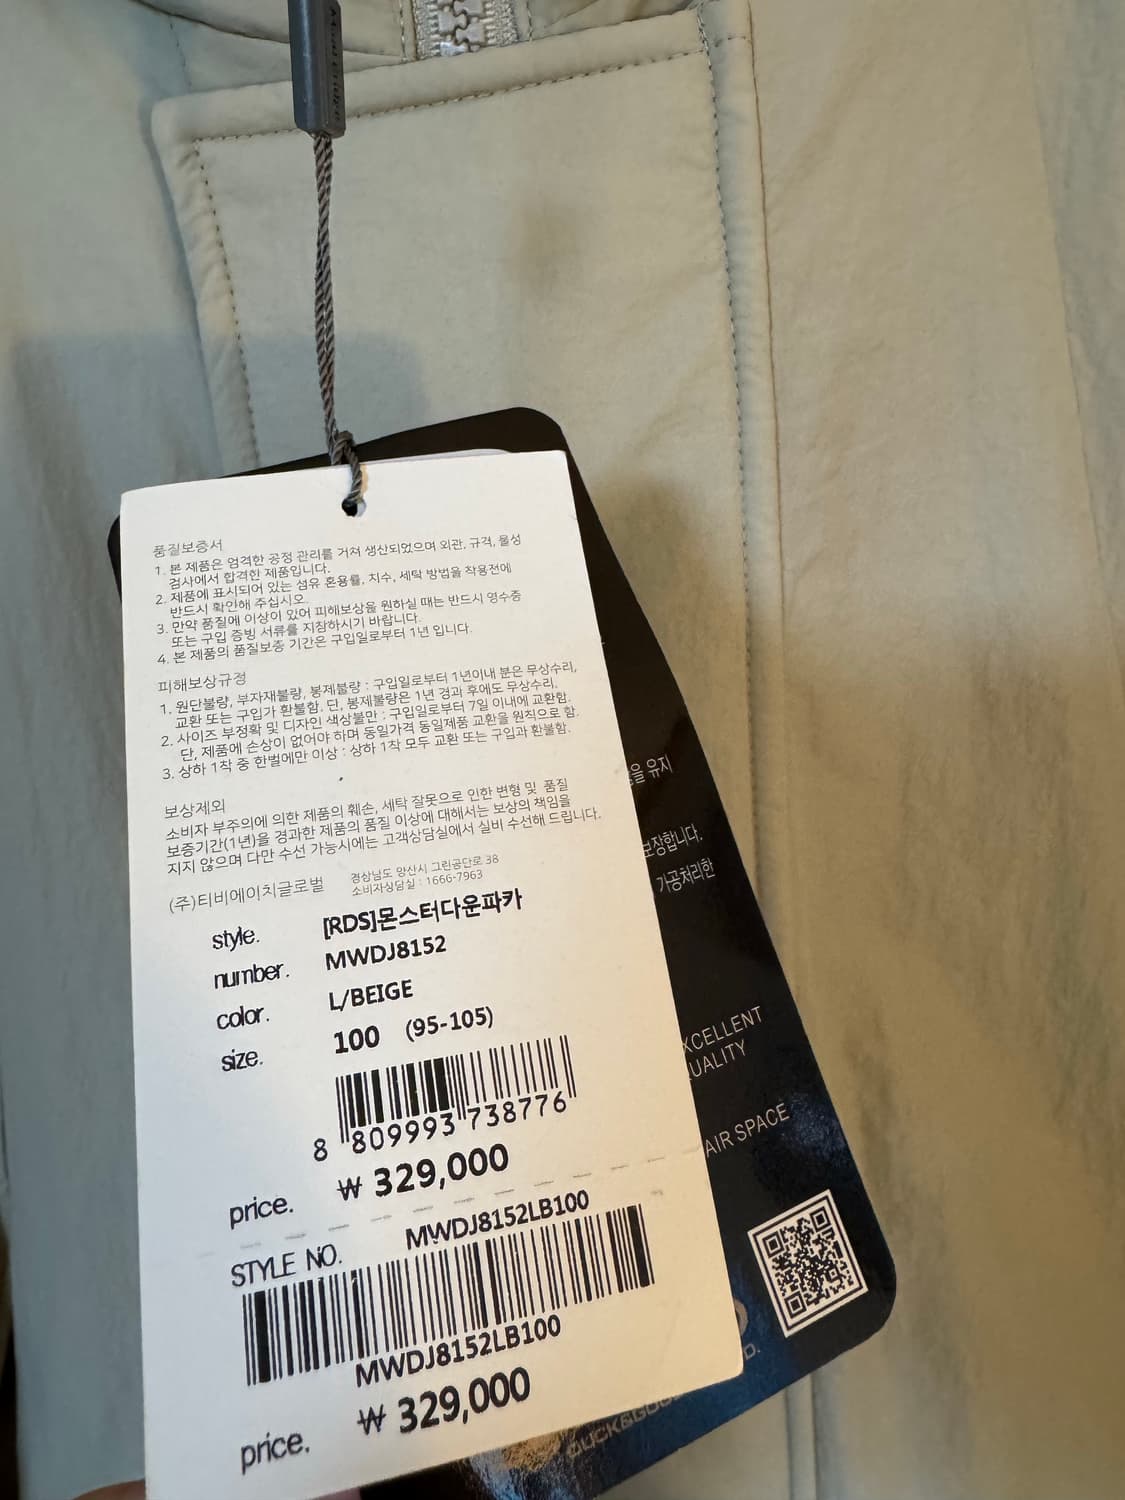 품질보증서
1. 본 제품은 엄격한 공정 관리를 거쳐 생산되었으며 외관, 규격, 물성
검사에서 합격한 제품입니다.
2. 제품에 표시되어 있는 섬유 혼용률, 치수, 세탁 방법을 착용전에
반드시 확인해 주십시오.
3. 만약 품질에 이상이 있어 피해보상을 원하실 때는 반드시 영수증
또는 구입 증빙 서류를 지참하시기 바랍니다.
4. 본 제품의 품질보증 기간은 구입일로부터 1년 입니다.
피해보상규정
1. 원단불량, 부자재불량, 봉제불량 : 구입일로부터 1년이내 분은 무상수리,
교환 또는 구입가 환불함. 단, 봉제불량은 1년 경과 후에도 무상수리.
2. 사이즈 부정확 및 디자인 색상불만 : 구입일로부터 7일 이내에 교환함.
단, 제품에 손상이 없어야 하며 동일가격 동일제품 교환을 원칙으로 함.
3. 상하 1착 중 한벌에만 이상 : 상하 1착 모두 교환 또는 구입과 환불함.
보상제외
소비자 부주의에 의한 제품의 훼손, 세탁 잘못으로 인한 변형 및 품질
보증기간(1년)을 경과한 제품의 품질 이상에 대해서는 보상의 책임을
지지 않으며 다만 수선 가능시에는 고객상담실에서 실비 수선해 드립니다.
(주)티비에이치글로벌 경상남도 양산시 그린공단로 38
소비자상담실 : 1666-7963
style. [RDS]몬스터다운파카
number. MWDJ8152
color. L/BEIGE
size. 100 (95-105)
8 809993 738776
price. ₩ 329,000
STYLE NO. MWDJ8152LB100
MWDJ8152LB100
price. ₩ 329,000
을 유지
보장합니다.
가공처리한
XCELLENT
UALITY
AIR SPACE
D.